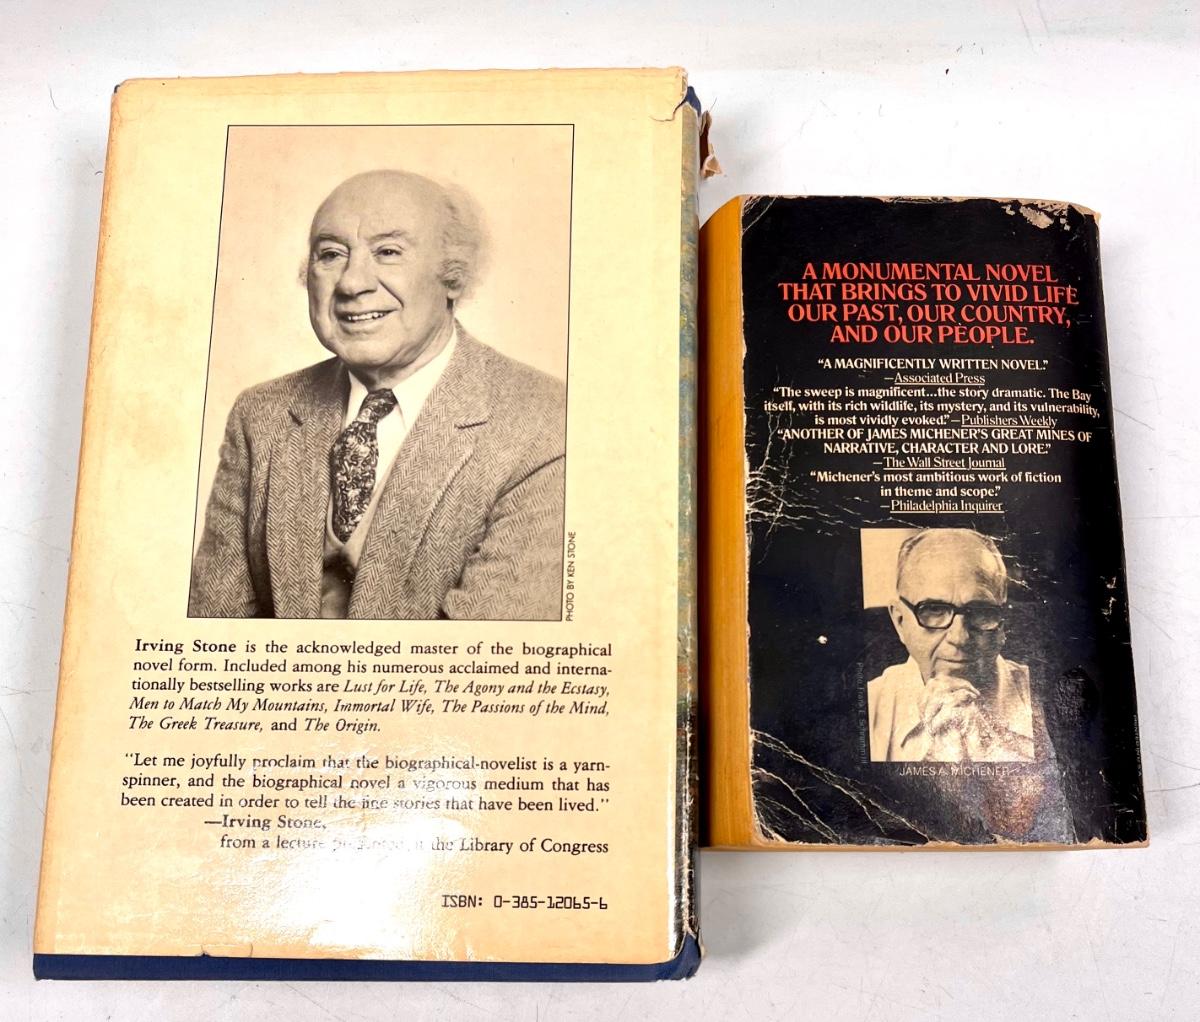 PHOTO BY KEN STONE
Irving Stone is the acknowledged master of the biographical
novel form. Included among his numerous acclaimed and interna-
tionally bestselling works are Lust for Life, The Agony and the Ecstasy,
Men to Match My Mountains, Immortal Wife, The Passions of the Mind,
The Greek Treasure, and The Origin.
"Let me joyfully proclaim that the biographical-novelist is a yarn-
spinner, and the biographical novel a vigorous medium that has
been created in order to tell the fine stories that have been lived."
—Irving Stone,
from a lecture the Library of Congress
ISBN: 0-385-12065-6
A MONUMENTAL NOVEL
THAT BRINGS TO VIVID LIFE
OUR PAST, OUR COUNTRY,
AND OUR PEOPLE.
"A MAGNIFICENTLY WRITTEN NOVEL."
—Associated Press
"The sweep is magnificent...the story dramatic. The Bay
itself, with its rich wildlife, its mystery, and its vulnerability,
is most vividly evoked."—Publishers Weekly
"ANOTHER OF JAMES MICHENER'S GREAT MINES OF
NARRATIVE, CHARACTER AND LORE."
—The Wall Street Journal
"Michener's most ambitious work of fiction
in theme and scope."
—Philadelphia Inquirer
JAMES A. MICHENER